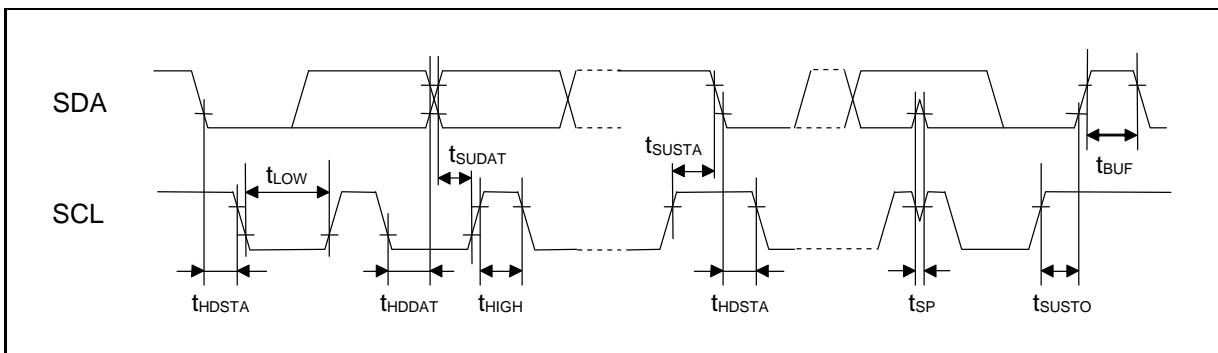 SDA
tSUDAT
tSUSTA
tBUF
tLOW
SCL
tHDSTA
tHDDAT
tHIGH
tHDSTA
tSP
tSUSTO